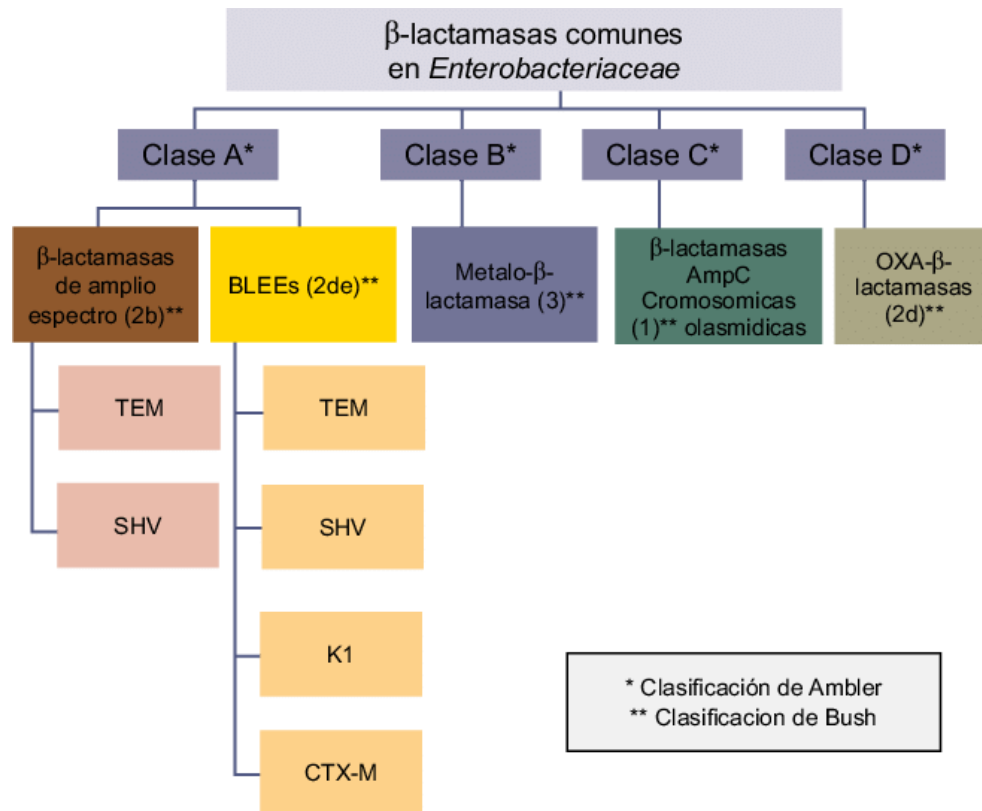 β-lactamasas comunes
en Enterobacteriaceae
Clase A*
Clase B*
Clase C*
Clase D*
β-lactamasas
de amplio
espectro (2b)**
BLEEs (2de)**
Metalo-β-
lactamasa (3)**
β-lactamasas
AmpC
Cromosomicas
(1)** olasmidicas
OXA-β-
lactamasas
(2d)**
TEM
SHV
TEM
SHV
K1
CTX-M
* Clasificación de Ambler
** Clasificacion de Bush